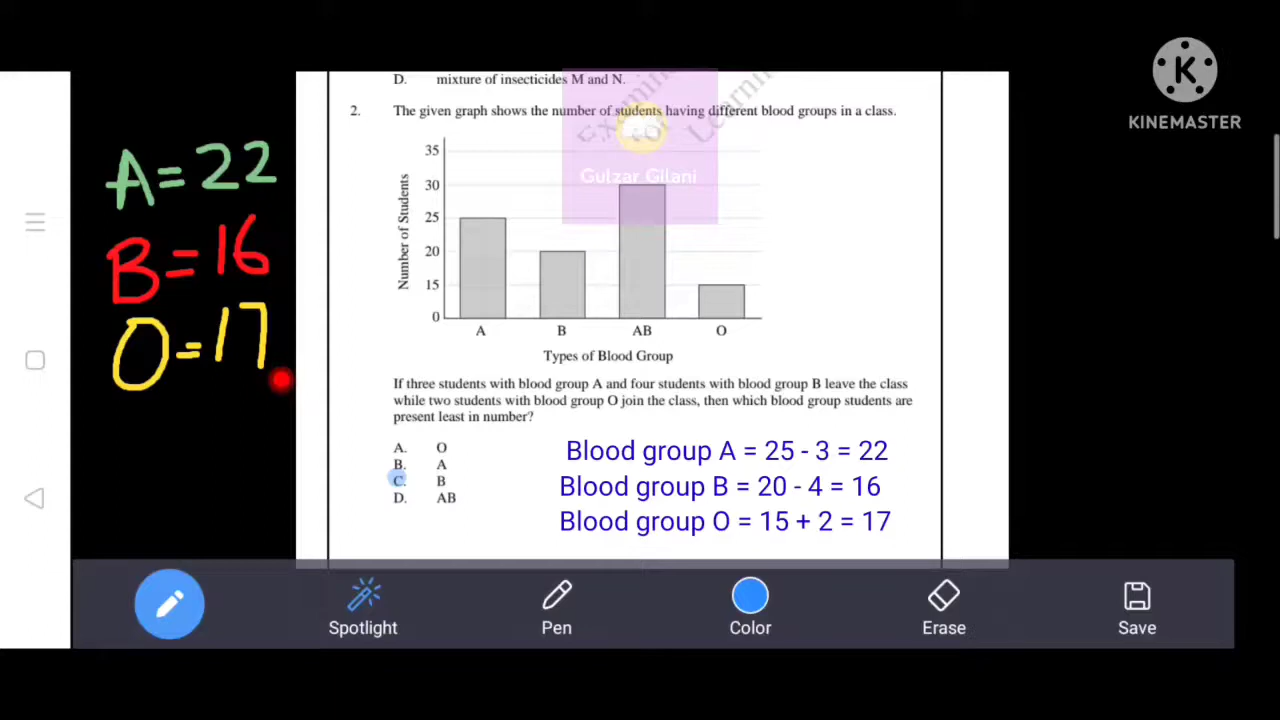 KINEMASTER
D. mixture of insecticides M and N.
2. The given graph shows the number of students having different blood groups in a class.
Gulzar Gilani
Number of Students
35
30
25
20
15
0
A B AB O
Types of Blood Group
If three students with blood group A and four students with blood group B leave the class
while two students with blood group O join the class, then which blood group students are
present least in number?
A. O
B. A
C. B
D. AB
A=22
B=16
O=17
Blood group A = 25 - 3 = 22
Blood group B = 20 - 4 = 16
Blood group O = 15 + 2 = 17
Spotlight
Pen
Color
Erase
Save